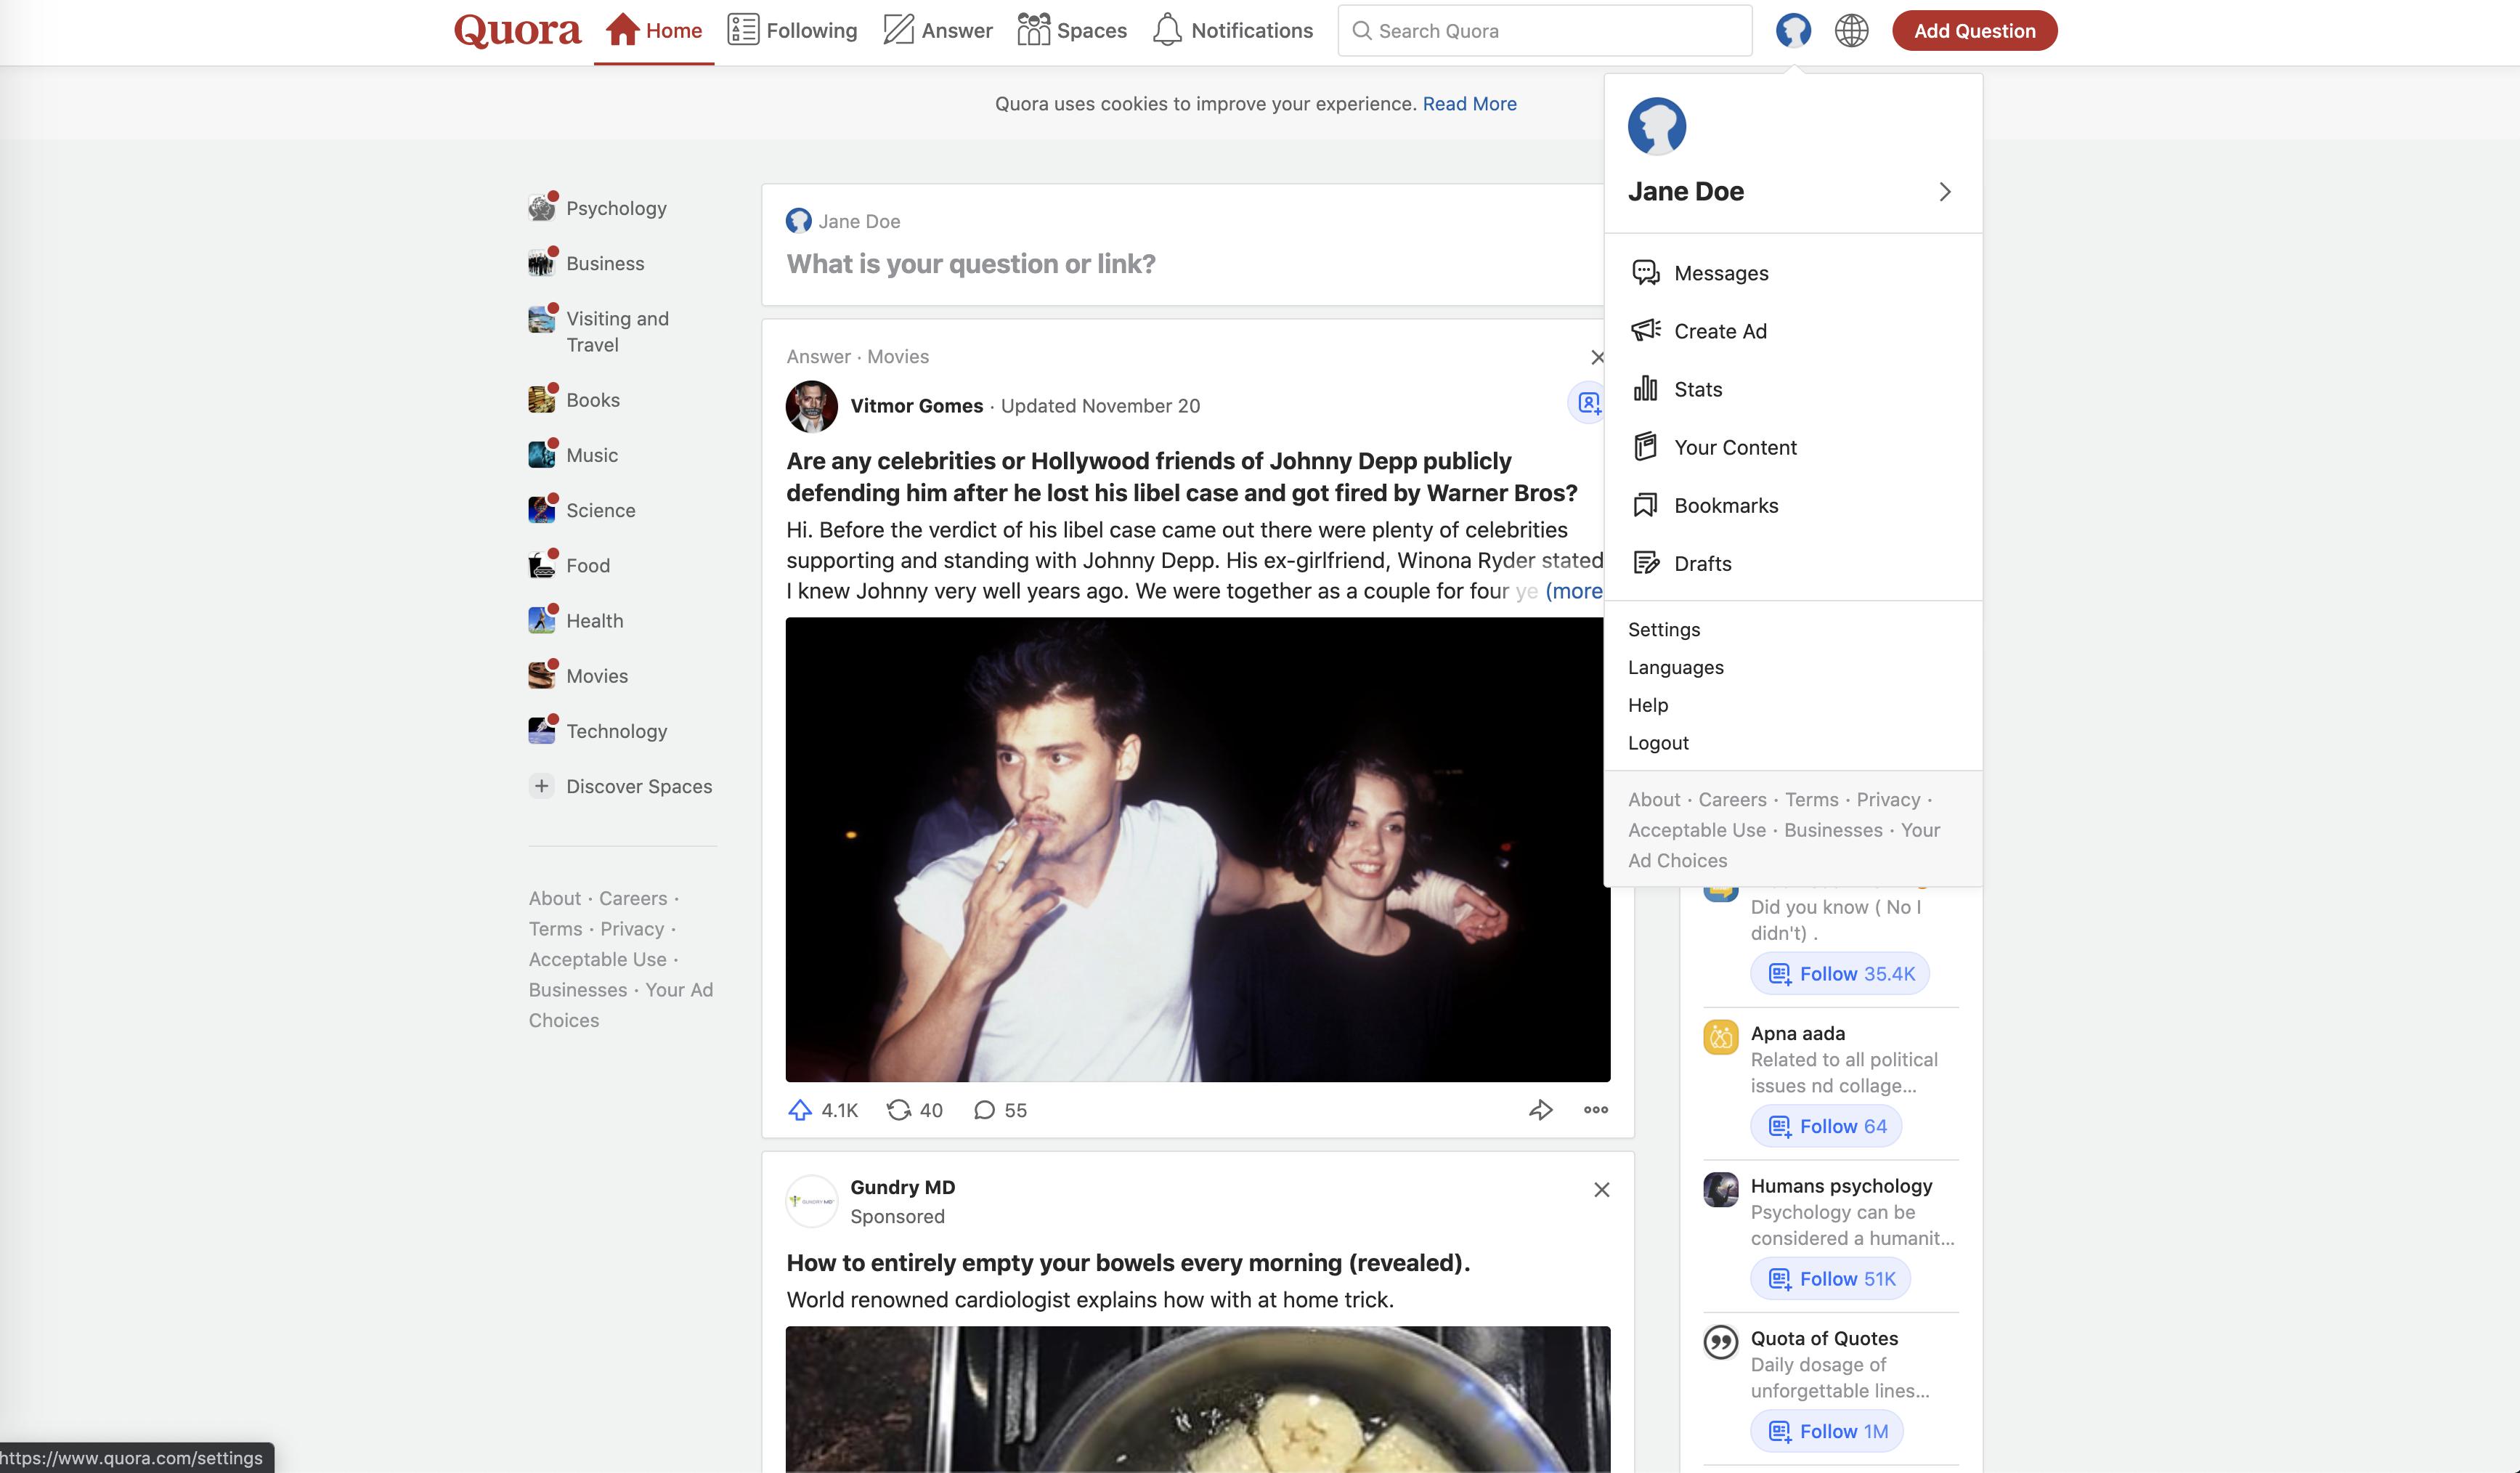 Quora
Home
Following
Answer
Spaces
Notifications
Search Quora
Add Question
Quora uses cookies to improve your experience. Read More
Psychology
Business
Visiting and
Travel
Books
Music
Science
Food
Health
Movies
Technology
Discover Spaces
About · Careers ·
Terms · Privacy ·
Acceptable Use ·
Businesses · Your Ad
Choices
Jane Doe
What is your question or link?
Answer · Movies
Vitmor Gomes · Updated November 20
Are any celebrities or Hollywood friends of Johnny Depp publicly
defending him after he lost his libel case and got fired by Warner Bros?
Hi. Before the verdict of his libel case came out there were plenty of celebrities
supporting and standing with Johnny Depp. His ex-girlfriend, Winona Ryder stated
I knew Johnny very well years ago. We were together as a couple for four ye (more
4.1K
40
55
Gundry MD
Sponsored
How to entirely empty your bowels every morning (revealed).
World renowned cardiologist explains how with at home trick.
Jane Doe
Messages
Create Ad
Stats
Your Content
Bookmarks
Drafts
Settings
Languages
Help
Logout
About · Careers · Terms · Privacy ·
Acceptable Use · Businesses · Your
Ad Choices
Did you know ( No I
didn't) .
Follow 35.4K
Apna aada
Related to all political
issues nd collage...
Follow 64
Humans psychology
Psychology can be
considered a humanit...
Follow 51K
Quota of Quotes
Daily dosage of
unforgettable lines...
Follow 1M
https://www.quora.com/settings